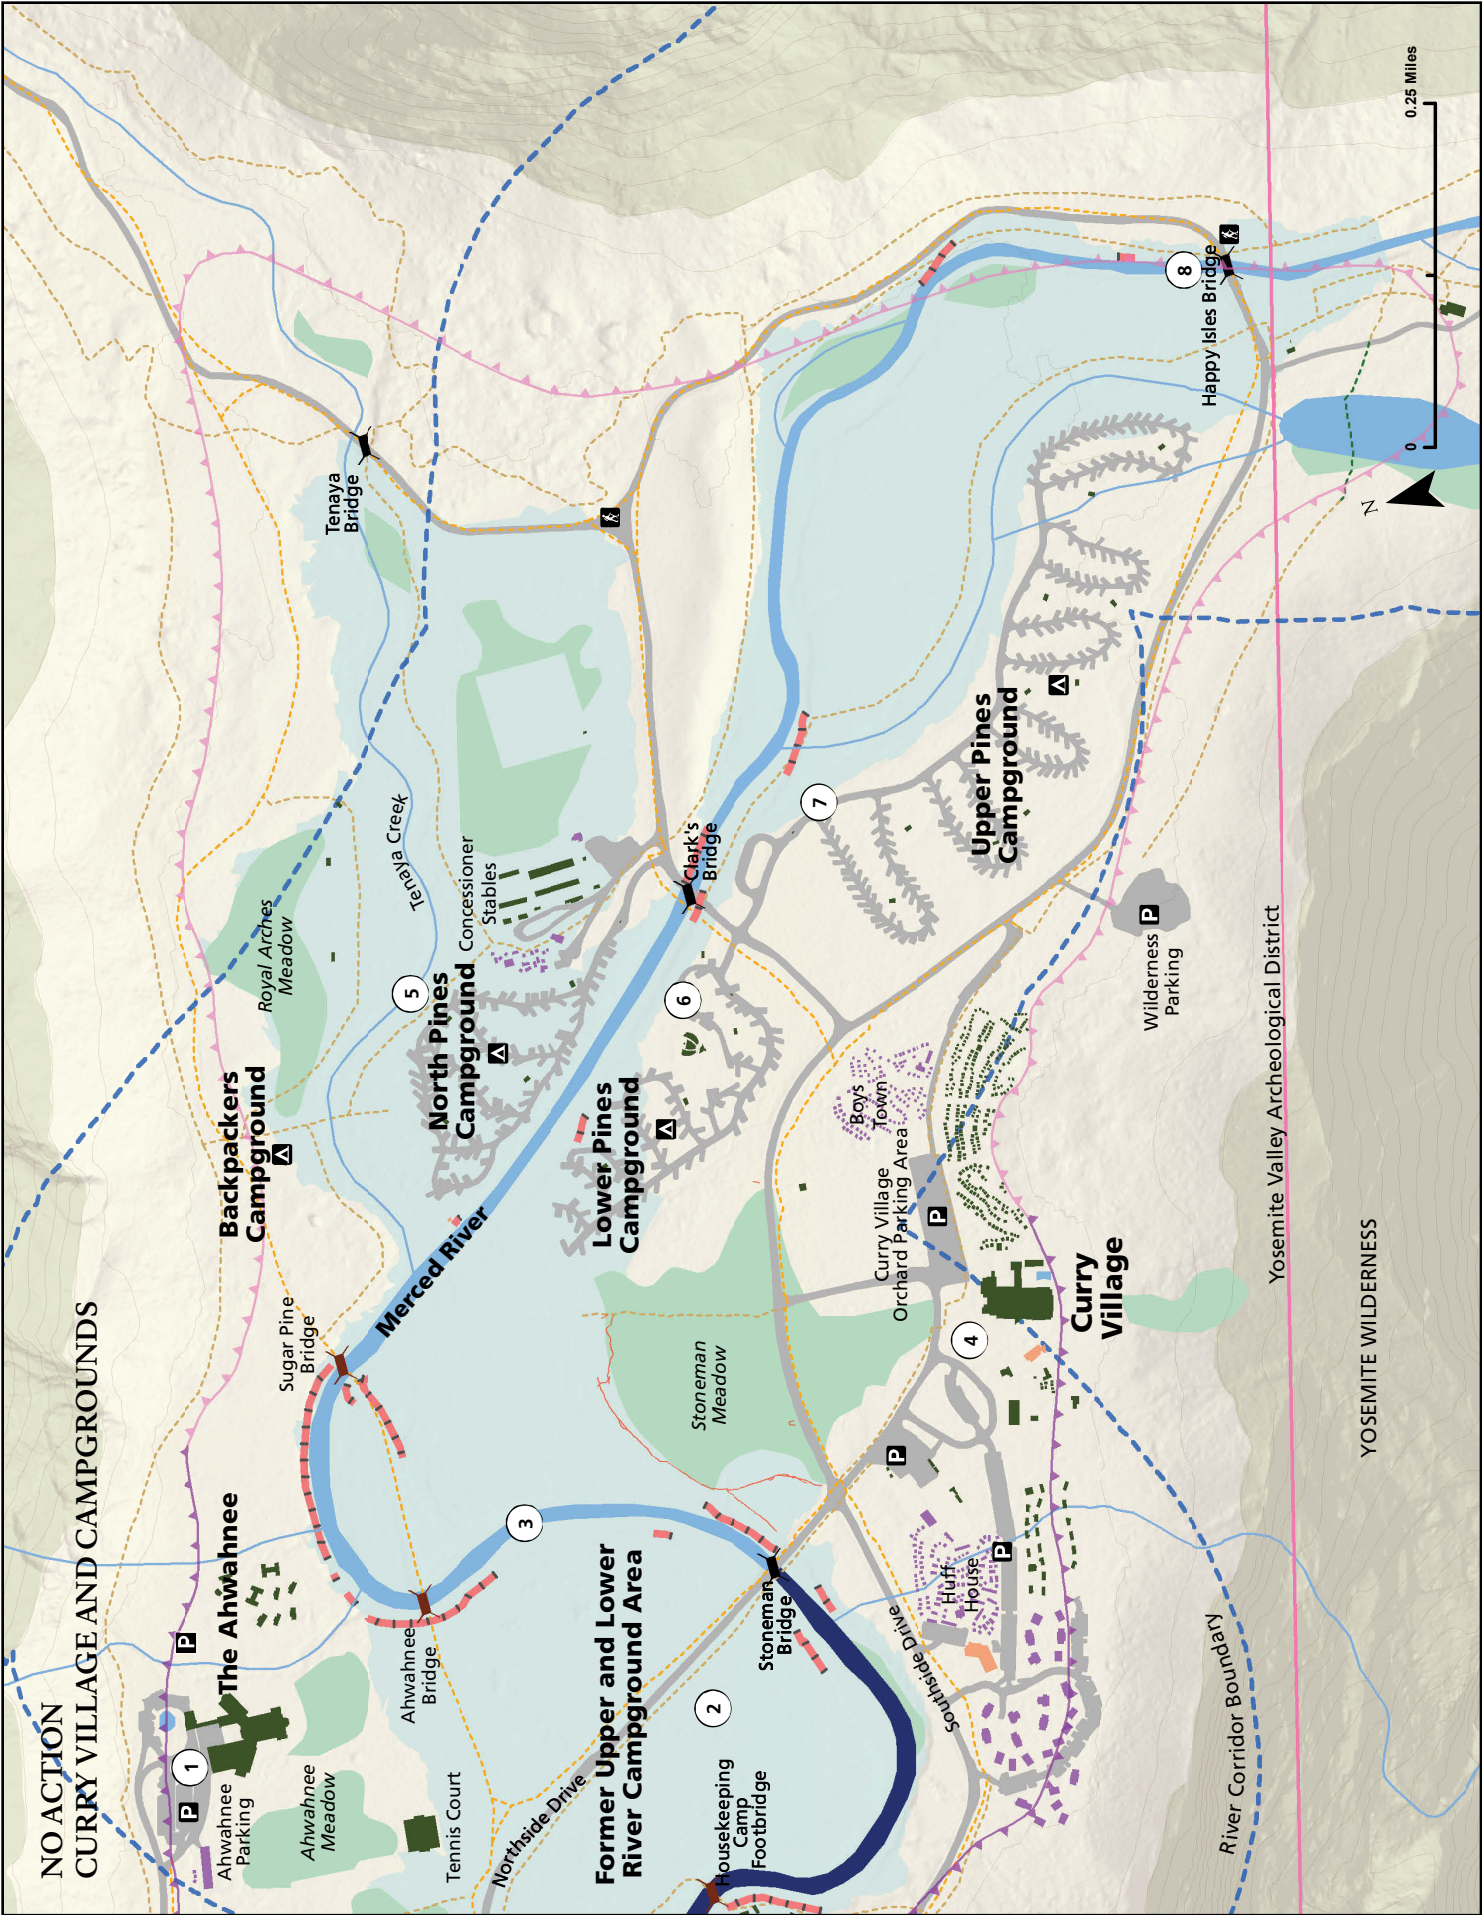 NO ACTION
CURRY VILLAGE AND CAMPGROUNDS
P
1
P
Ahwahnee
Parking
The Ahwahnee
Ahwahnee
Meadow
Tennis Court
Ahwahnee
Bridge
Northside Drive
Sugar Pine
Bridge
Backpackers
Campground
Royal Arches
Meadow
Merced River
5
Tenaya Creek
Tenaya
Bridge
North Pines
Campground
Concessioner
Stables
3
Former Upper and Lower
River Campground Area
2
Housekeeping
Camp
Footbridge
Stoneman
Bridge
Stoneman
Meadow
Lower Pines
Campground
6
Clark's
Bridge
7
Upper Pines
Campground
8
Happy Isles Bridge
Southside Drive
Huff
House
P
P
4
Curry Village
Orchard Parking Area
P
Boys
Town
Curry
Village
Wilderness
Parking
P
River Corridor Boundary
Yosemite Valley Archeological District
YOSEMITE WILDERNESS
N
0
0.25 Miles